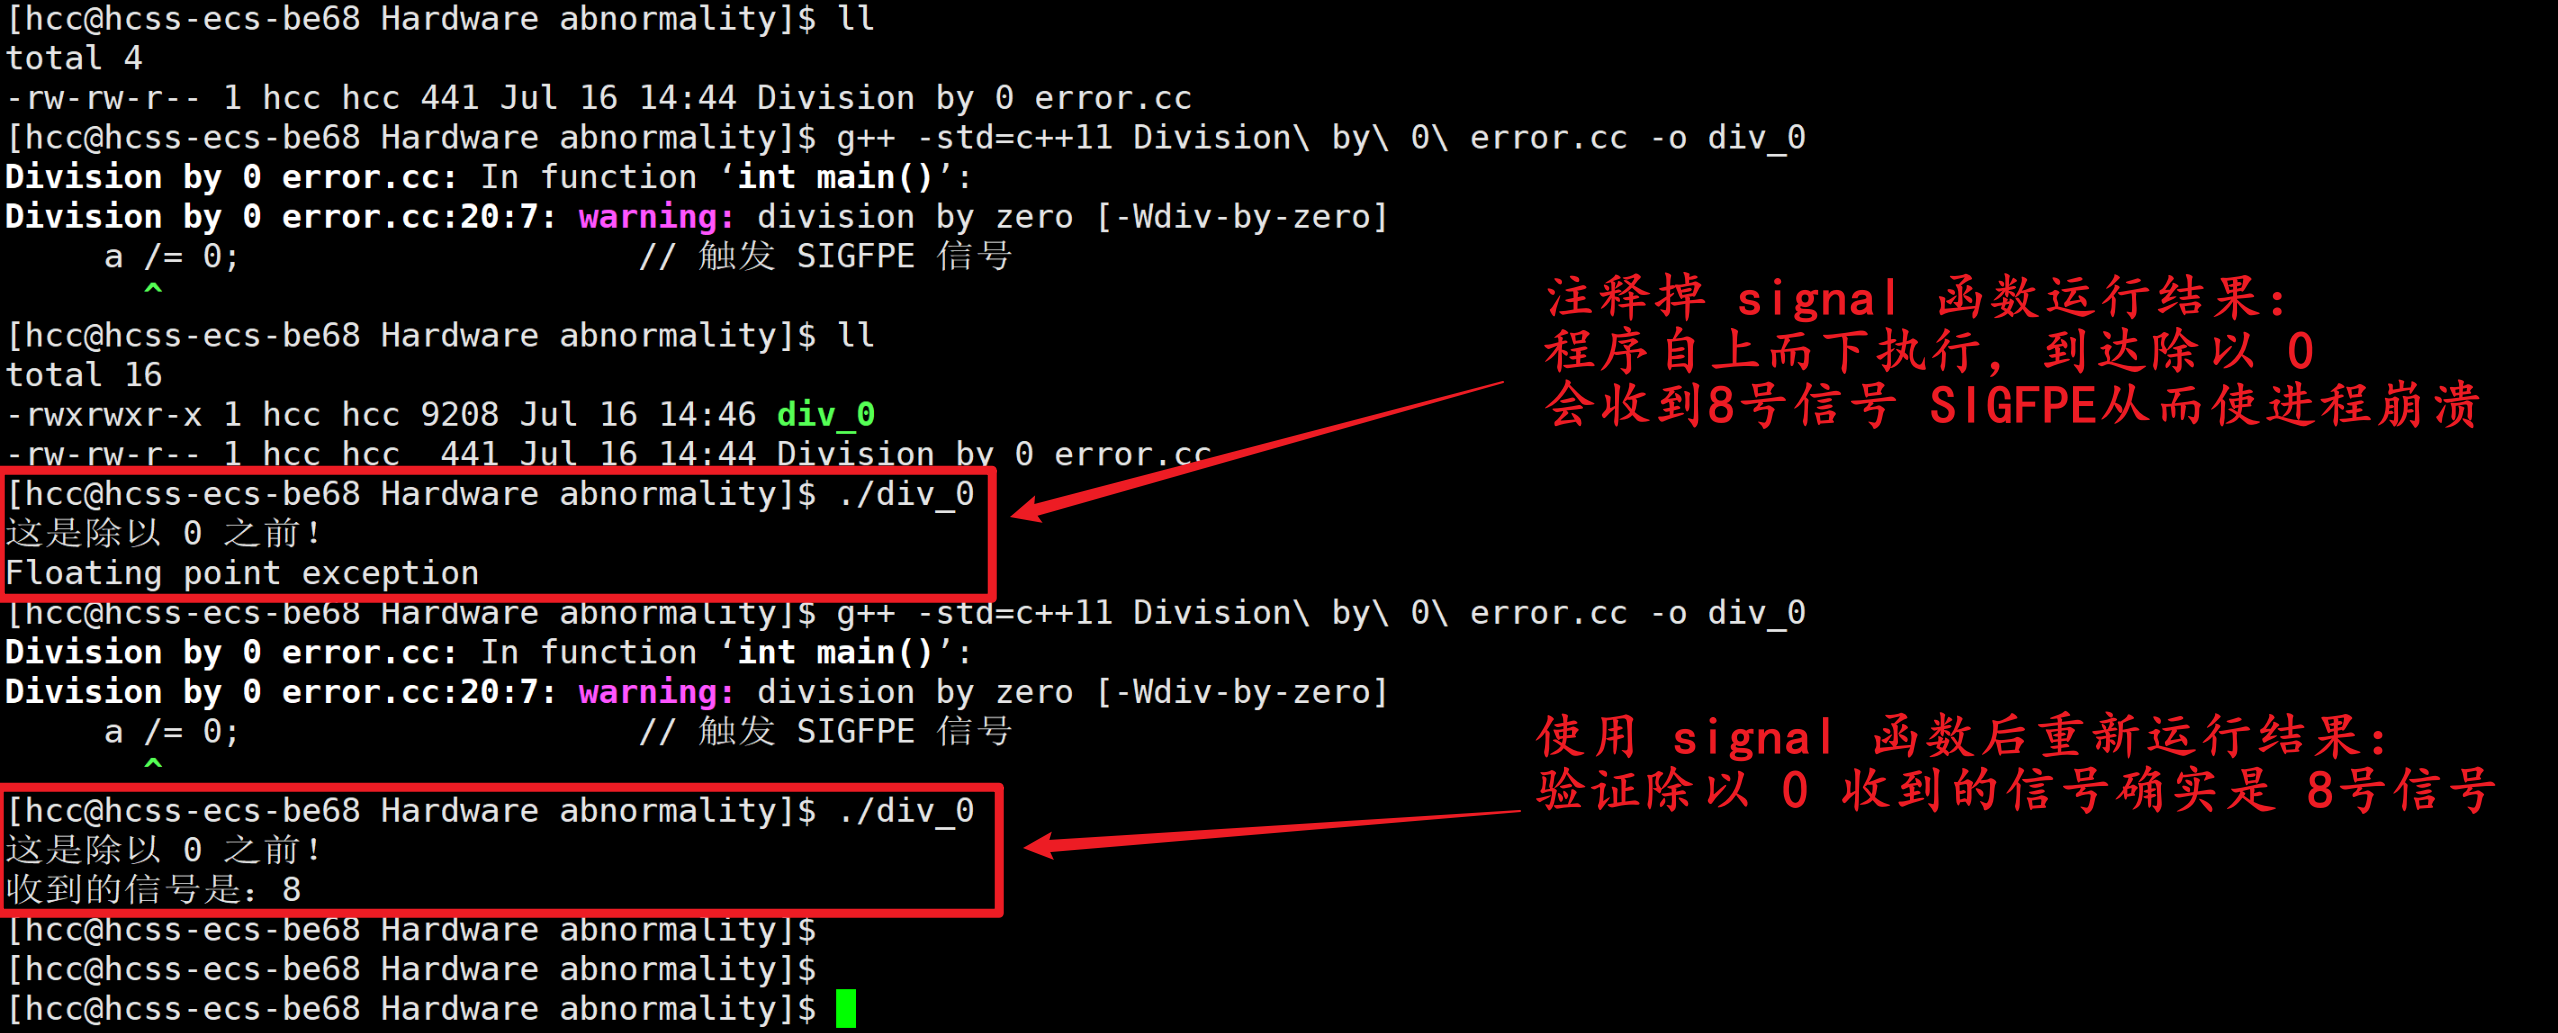 [hcc@hcss-ecs-be68 Hardware abnormality]$ ll
total 4
-rw-rw-r-- 1 hcc hcc 441 Jul 16 14:44 Division by 0 error.cc
[hcc@hcss-ecs-be68 Hardware abnormality]$ g++ -std=c++11 Division\ by\ 0\ error.cc -o div_0
Division by 0 error.cc: In function ‘int main()’:
Division by 0 error.cc:20:7: warning: division by zero [-Wdiv-by-zero]
a /= 0; // 触发 SIGFPE 信号
^
[hcc@hcss-ecs-be68 Hardware abnormality]$ ll
total 16
-rwxrwxr-x 1 hcc hcc 9208 Jul 16 14:46 div_0
-rw-rw-r-- 1 hcc hcc  441 Jul 16 14:44 Division by 0 error.cc
注释掉 signal 函数运行结果：
程序自上而下执行，到达除以 0
会收到8号信号 SIGFPE从而使进程崩溃
[hcc@hcss-ecs-be68 Hardware abnormality]$ ./div_0
这是除以 0 之前！
Floating point exception
[hcc@hcss-ecs-be68 Hardware abnormality]$ g++ -std=c++11 Division\ by\ 0\ error.cc -o div_0
Division by 0 error.cc: In function ‘int main()’:
Division by 0 error.cc:20:7: warning: division by zero [-Wdiv-by-zero]
a /= 0; // 触发 SIGFPE 信号
^
使用 signal 函数后重新运行结果：
验证除以 0 收到的信号确实是 8号信号
[hcc@hcss-ecs-be68 Hardware abnormality]$ ./div_0
这是除以 0 之前！
收到的信号是：8
[hcc@hcss-ecs-be68 Hardware abnormality]$
[hcc@hcss-ecs-be68 Hardware abnormality]$
[hcc@hcss-ecs-be68 Hardware abnormality]$